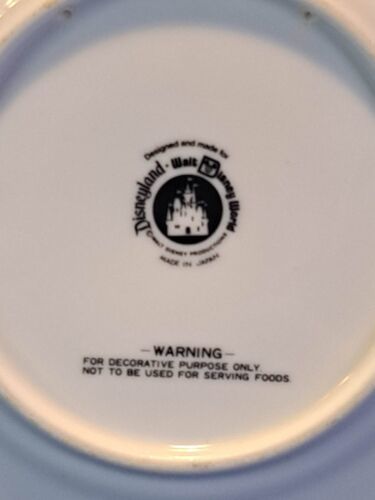 Designed and made for
Disneyland · Walt Disney World
© WALT DISNEY PRODUCTIONS
MADE IN JAPAN
—WARNING—
FOR DECORATIVE PURPOSE ONLY.
NOT TO BE USED FOR SERVING FOODS.